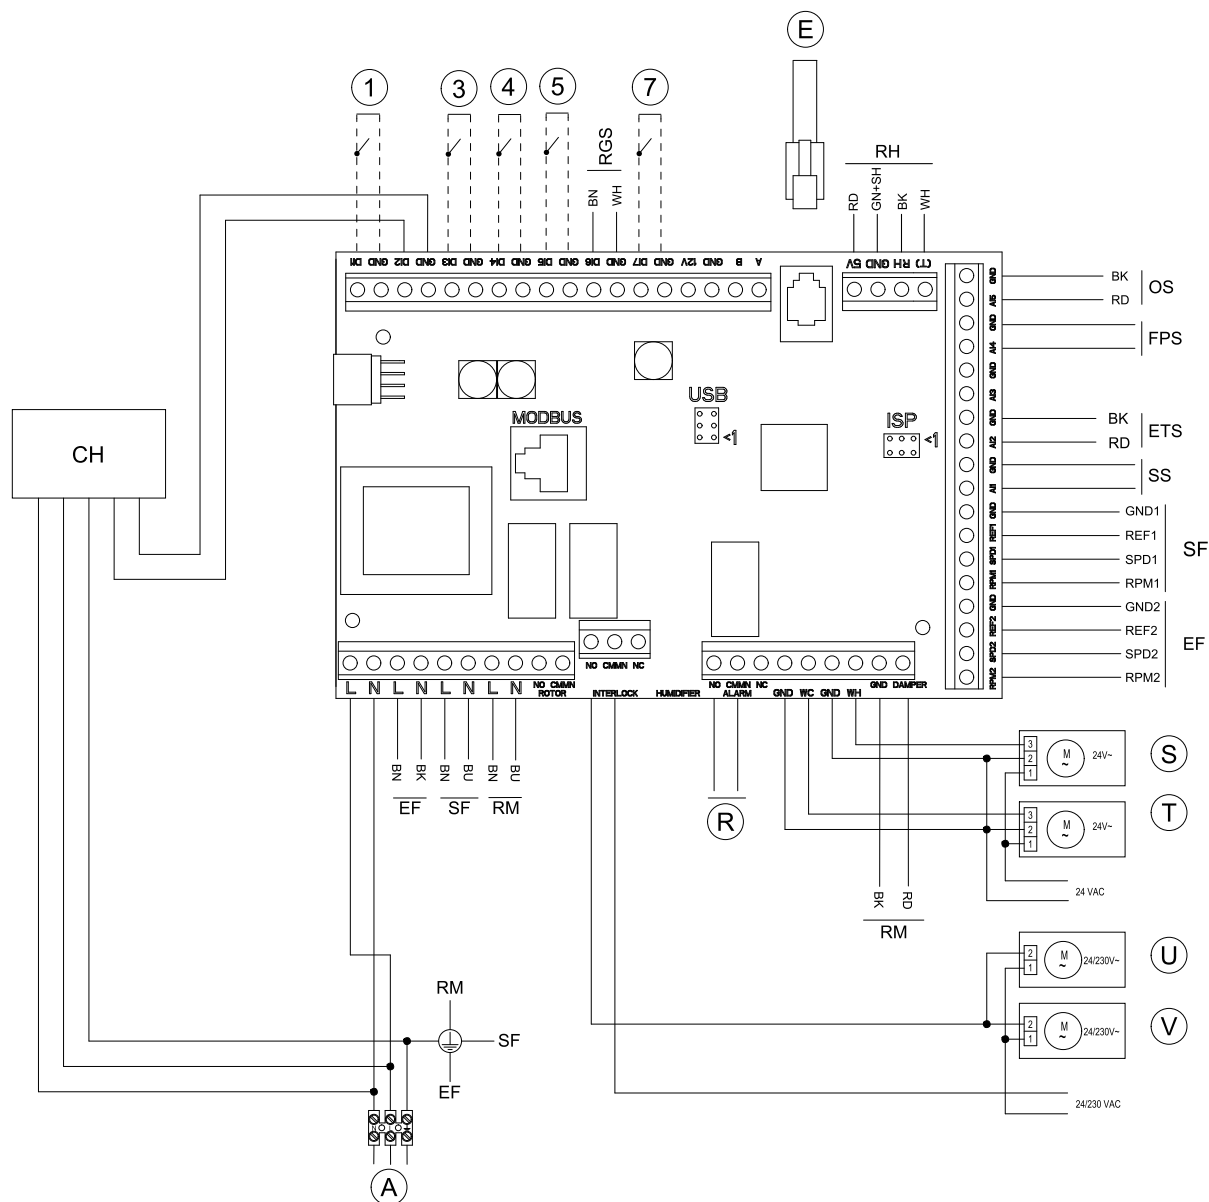 E
1
3
4
5
7
RGS
RH
BN
WH
RD
GN+SH
BK
WH
DI1 GND DI2 GND DI3 GND DI4 GND DI5 GND DI6 GND DI7 GND 12V GND B A
5V GND RH (T)
GND BK
AI5 RD
OS
GND
AI4
FPS
GND
AI3
GND BK
AI2 RD
ETS
GND
AI1
SS
GND GND1
REF1 REF1
SPD1 SPD1
RPM1 RPM1
SF
GND GND2
REF2 REF2
SPD2 SPD2
RPM2 RPM2
EF
USB
<1
ISP
<1
MODBUS
CH
NO CMMN NC
L N L N L N L N
NO CMMN
ROTOR
INTERLOCK
HUMIDIFIER
NO CMMN NC
ALARM
GND WC GND WH
GND DAMPER
BN BK BN BU BN BU
EF SF RM
R
BK RD
RM
3
2
1
M
~
24V~
S
3
2
1
M
~
24V~
T
24 VAC
2
1
M
~
24/230V~
U
2
1
M
~
24/230V~
V
24/230 VAC
RM
SF
EF
N L
A